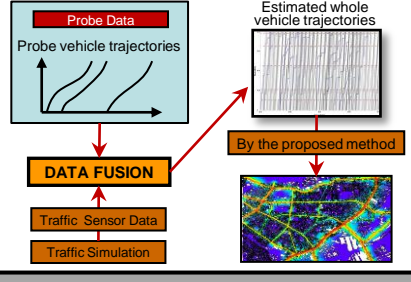 Probe Data
Probe vehicle trajectories
DATA FUSION
Traffic Sensor Data
Traffic Simulation
Estimated whole
vehicle trajectories
By the proposed method